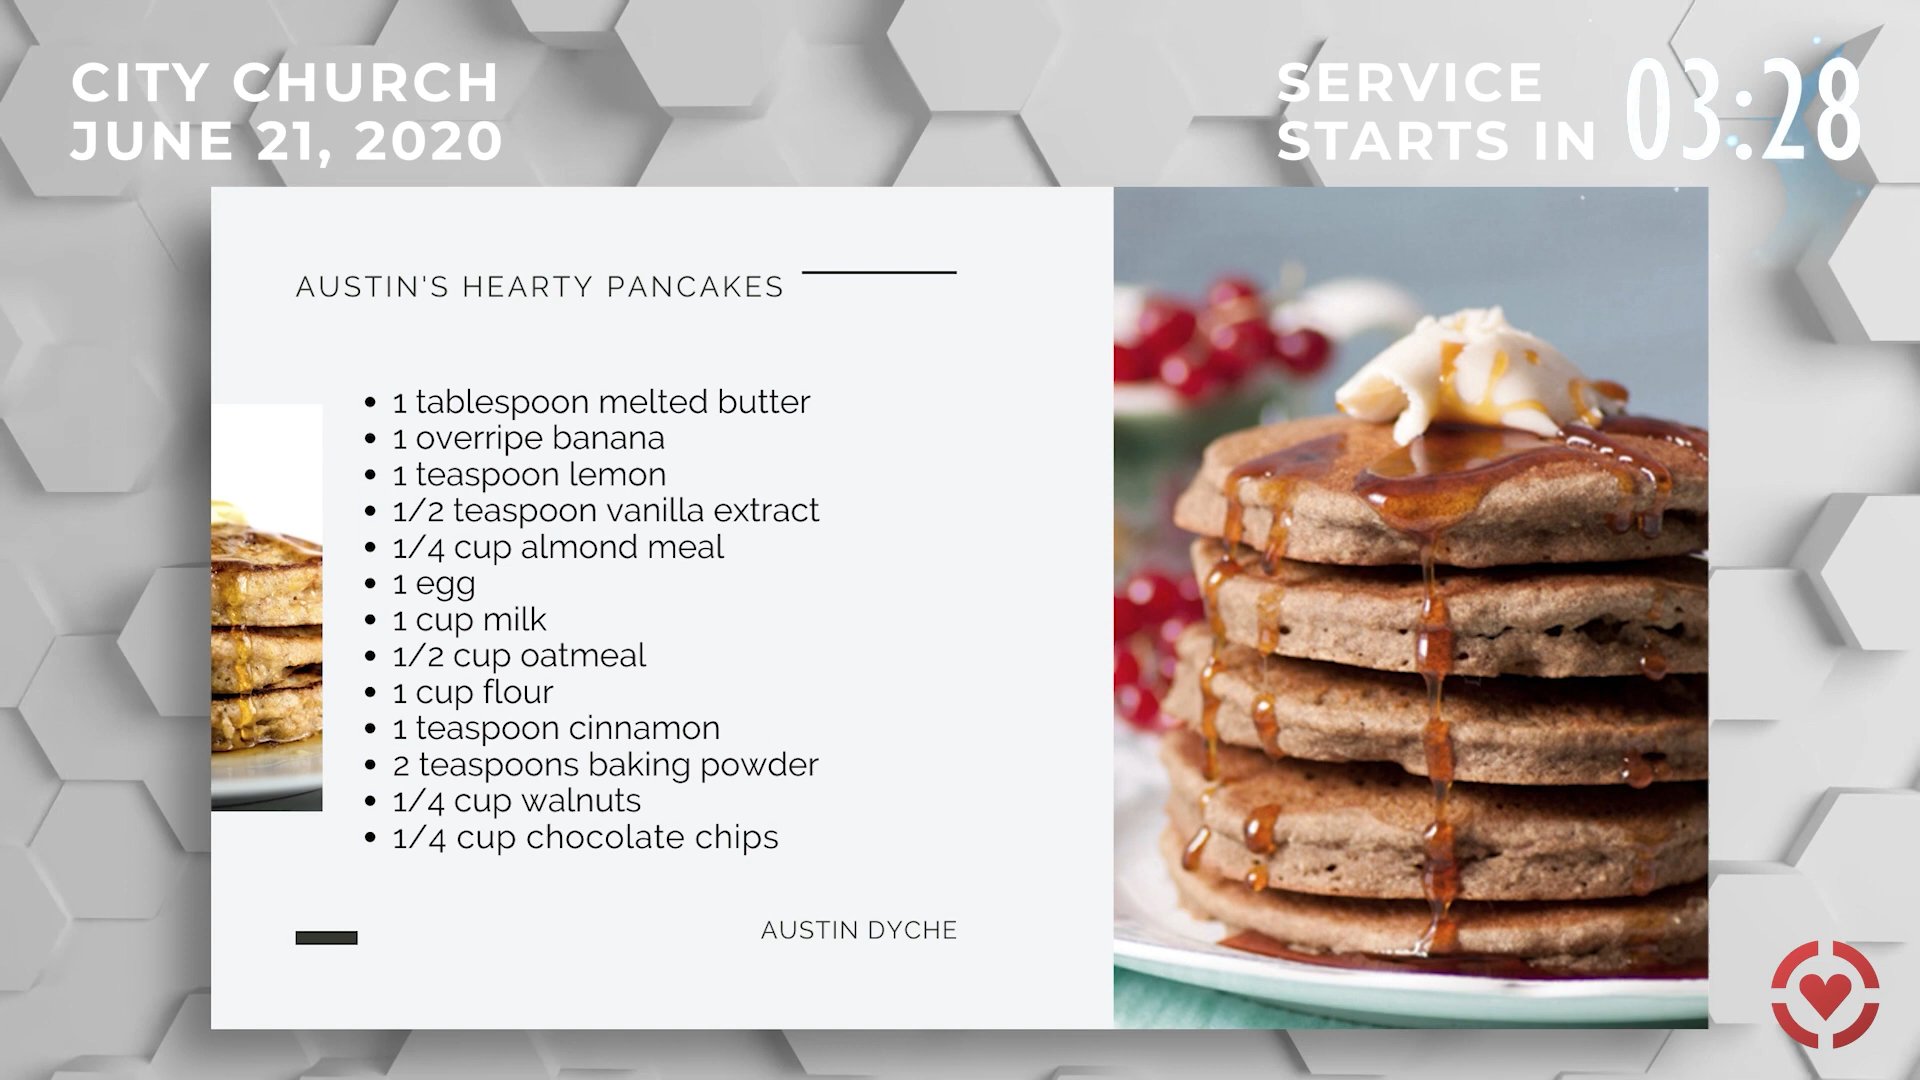 CITY CHURCH
JUNE 21, 2020
SERVICE
STARTS IN 03:28
AUSTIN'S HEARTY PANCAKES
• 1 tablespoon melted butter
• 1 overripe banana
• 1 teaspoon lemon
• 1/2 teaspoon vanilla extract
• 1/4 cup almond meal
• 1 egg
• 1 cup milk
• 1/2 cup oatmeal
• 1 cup flour
• 1 teaspoon cinnamon
• 2 teaspoons baking powder
• 1/4 cup walnuts
• 1/4 cup chocolate chips
AUSTIN DYCHE